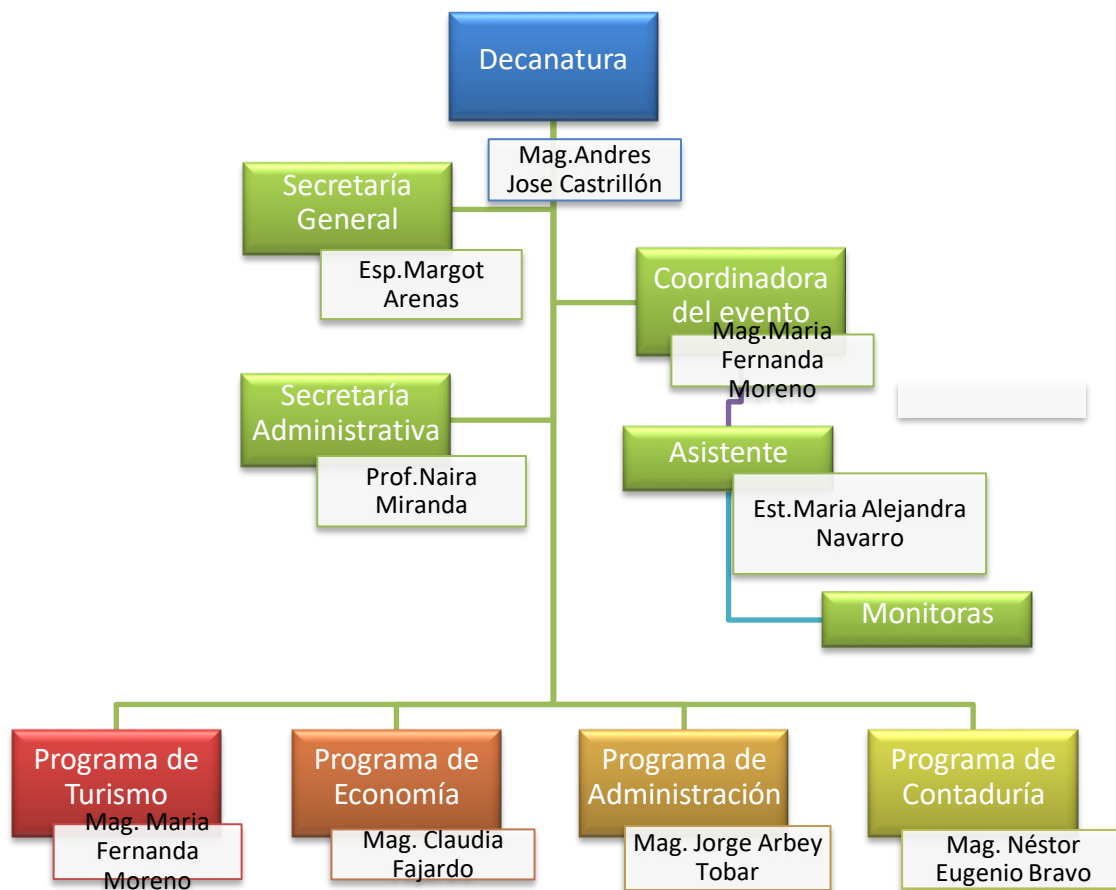 Decanatura
Mag.Andres
Jose Castrillón
Secretaría
General
Esp.Margot
Arenas
Coordinadora
del evento
Mag.Maria
Fernanda
Moreno
Secretaría
Administrativa
Prof.Naira
Miranda
Asistente
Est.Maria Alejandra
Navarro
Monitoras
Programa de
Turismo
Mag. Maria
Fernanda
Moreno
Programa de
Economía
Mag. Claudia
Fajardo
Programa de
Administración
Mag. Jorge Arbey
Tobar
Programa de
Contaduría
Mag. Néstor
Eugenio Bravo